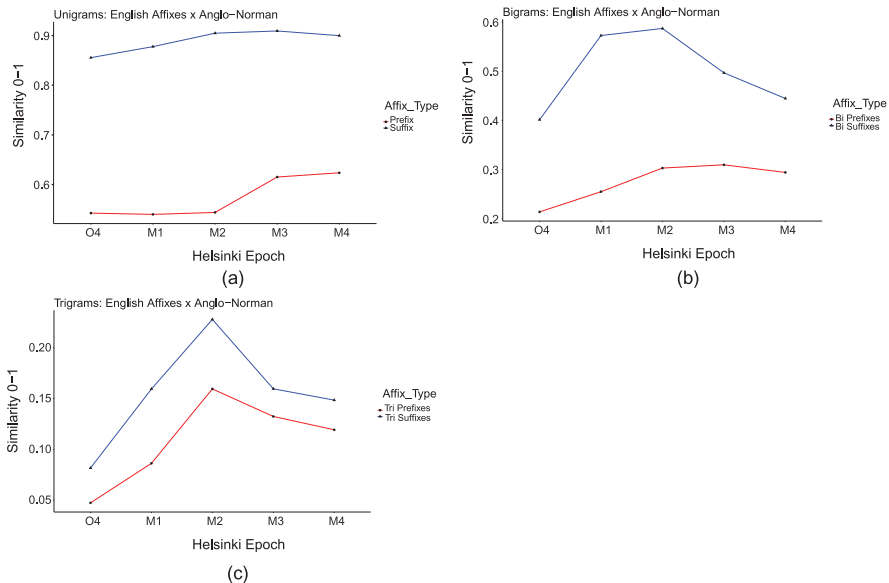 Unigrams: English Affixes x Anglo−Norman
0.9
0.8
0.7
0.6
Similarity 0−1
O4 M1 M2 M3 M4
Helsinki Epoch
Affix_Type
Prefix
Suffix
(a)
Bigrams: English Affixes x Anglo−Norman
0.6
0.5
0.4
0.3
0.2
Similarity 0−1
O4 M1 M2 M3 M4
Helsinki Epoch
Affix_Type
Bi Prefixes
Bi Suffixes
(b)
Trigrams: English Affixes x Anglo−Norman
0.20
0.15
0.10
0.05
Similarity 0−1
O4 M1 M2 M3 M4
Helsinki Epoch
Affix_Type
Tri Prefixes
Tri Suffixes
(c)